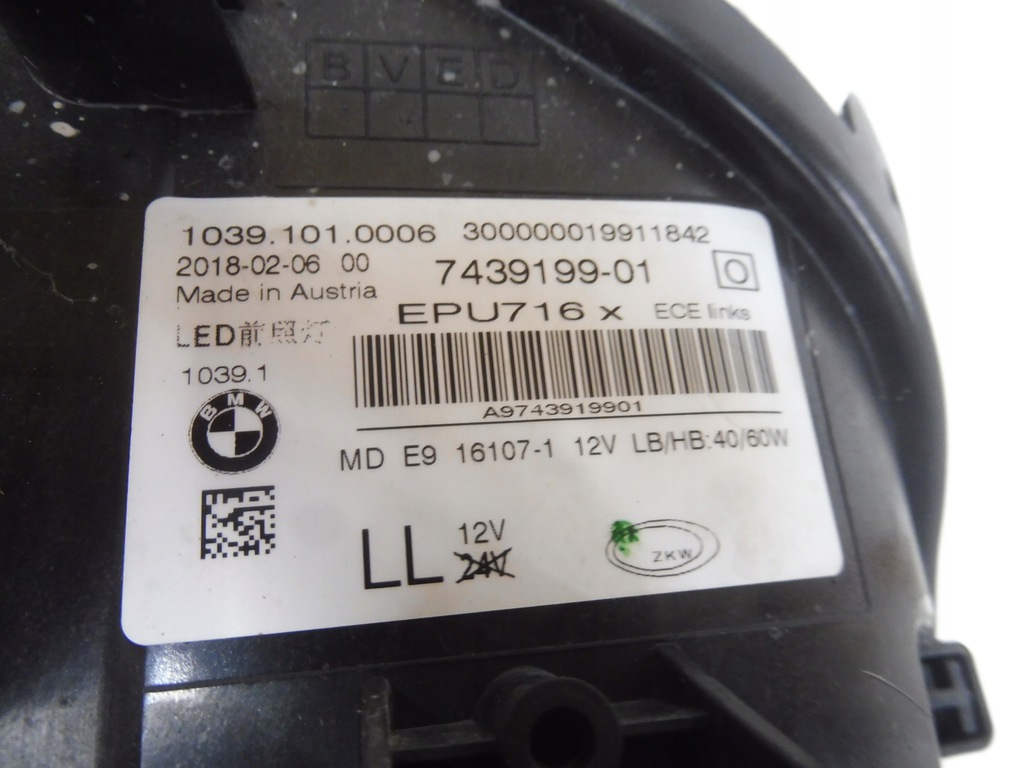 B V E D
1039.101.0006 300000019911842
2018-02-06 00 7439199-01 O
Made in Austria
EPU716 x ECE links
LED前照灯
1039.1
A9743919901
BMW
MD E9 16107-1 12V LB/HB:40/60W
LL 12V
24V
ZKW